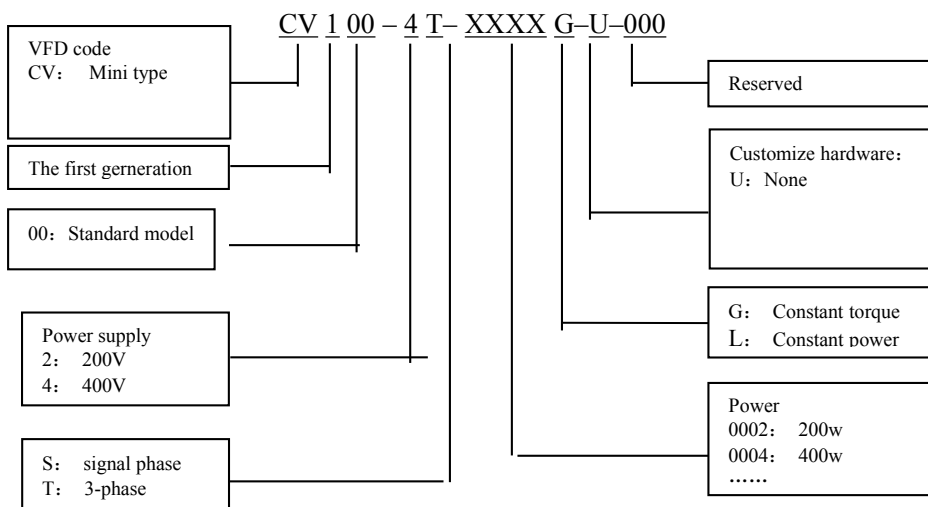 CV 1 00 – 4 T– XXXX G–U–000
VFD code
CV： Mini type
The first gerneration
00：Standard model
Power supply
2： 200V
4： 400V
S： signal phase
T： 3-phase
Reserved
Customize hardware：
U：None
G： Constant torque
L： Constant power
Power
0002： 200w
0004： 400w
……